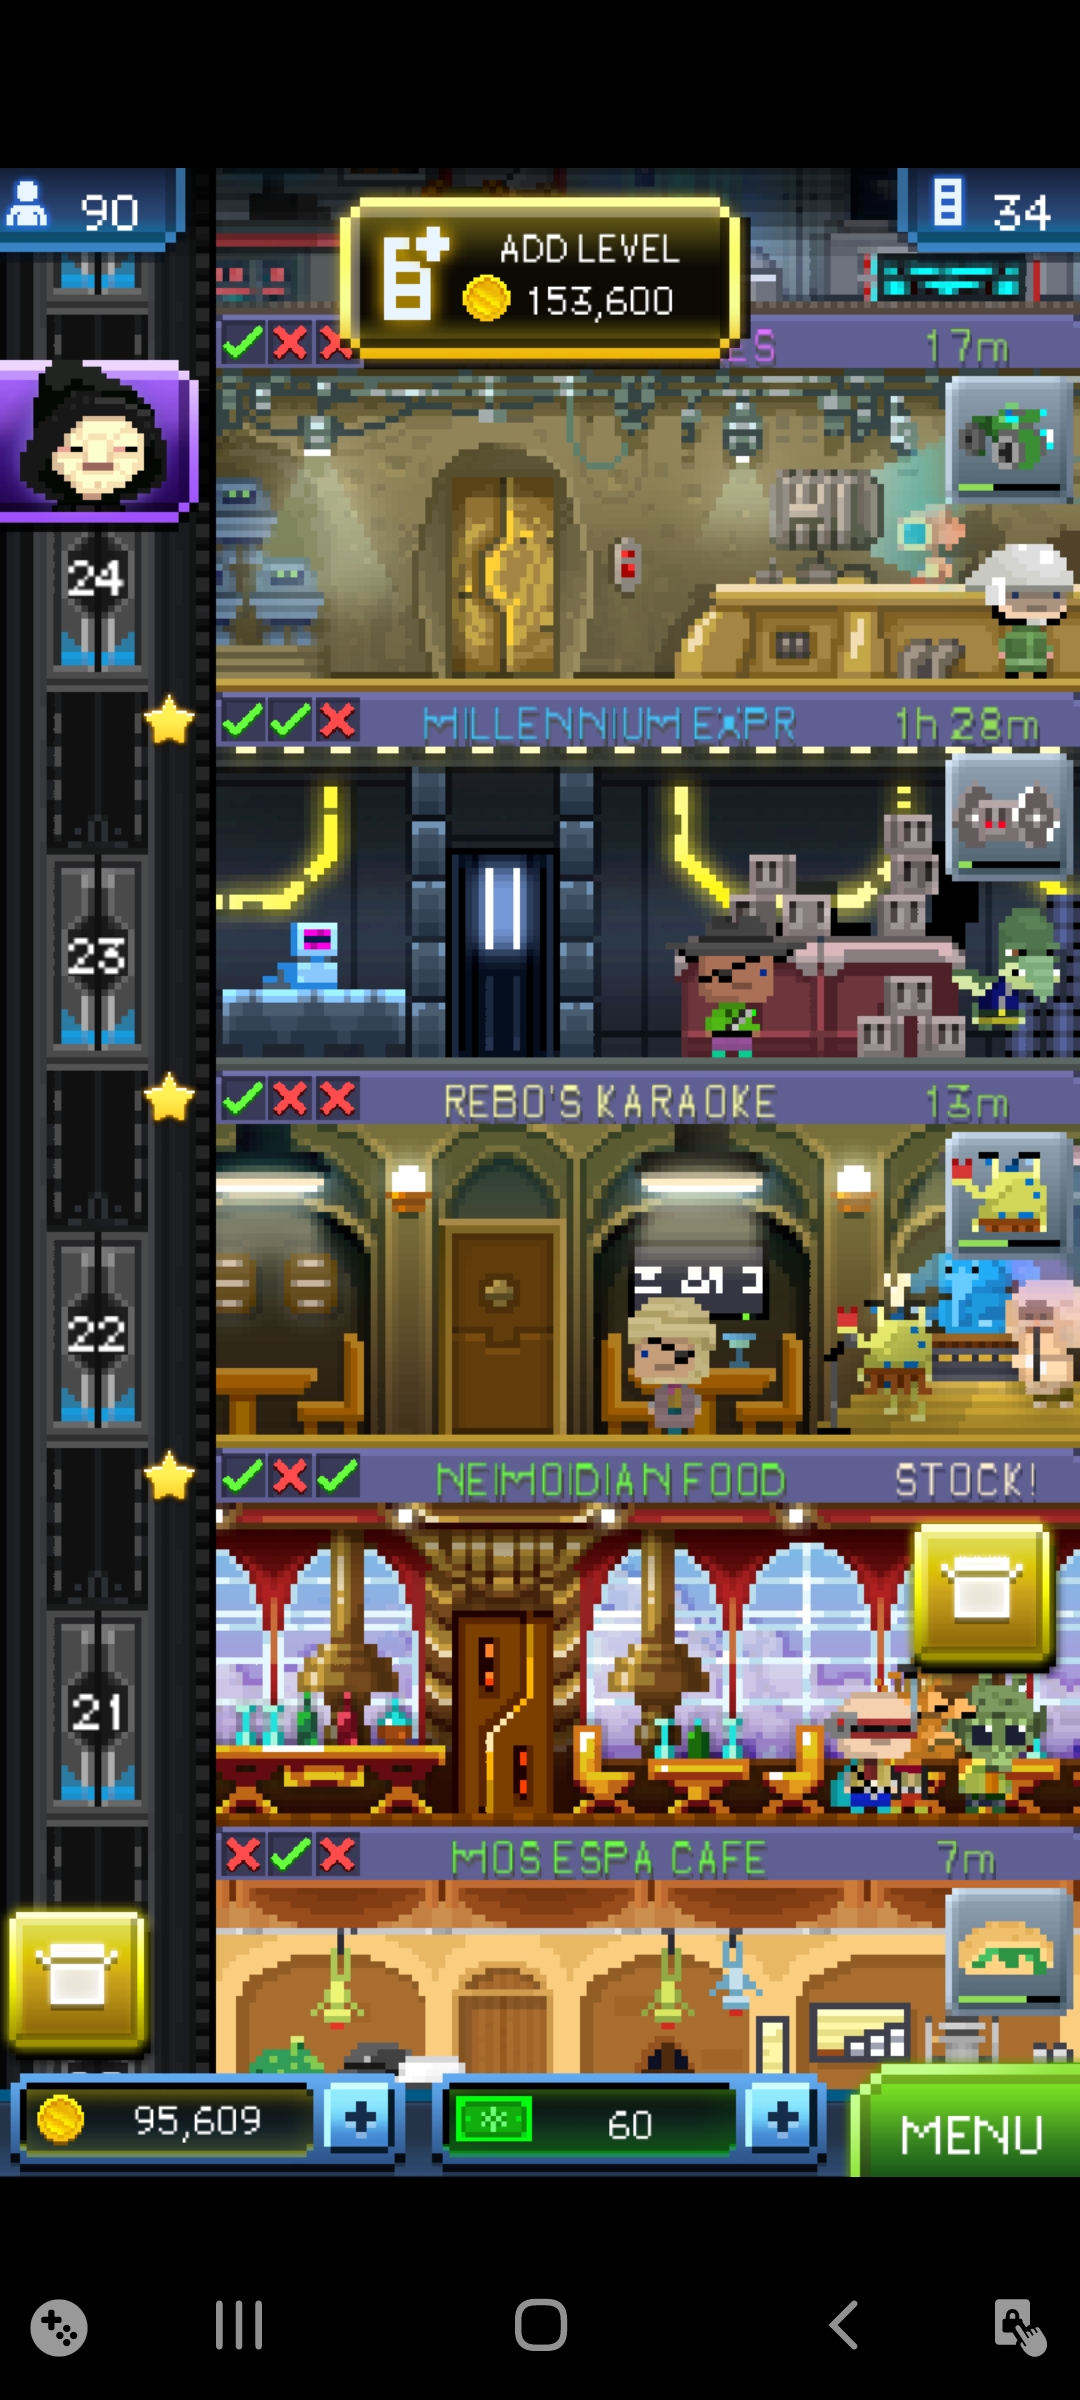 90
34
ADD LEVEL
153,600
ES 17m
24
MILLENNIUM EXPR 1h 28m
23
REBO'S KARAOKE 13m
22
NEIMOIDIAN FOOD STOCK!
21
MOS ESPA CAFE 7m
95,609
60
MENU